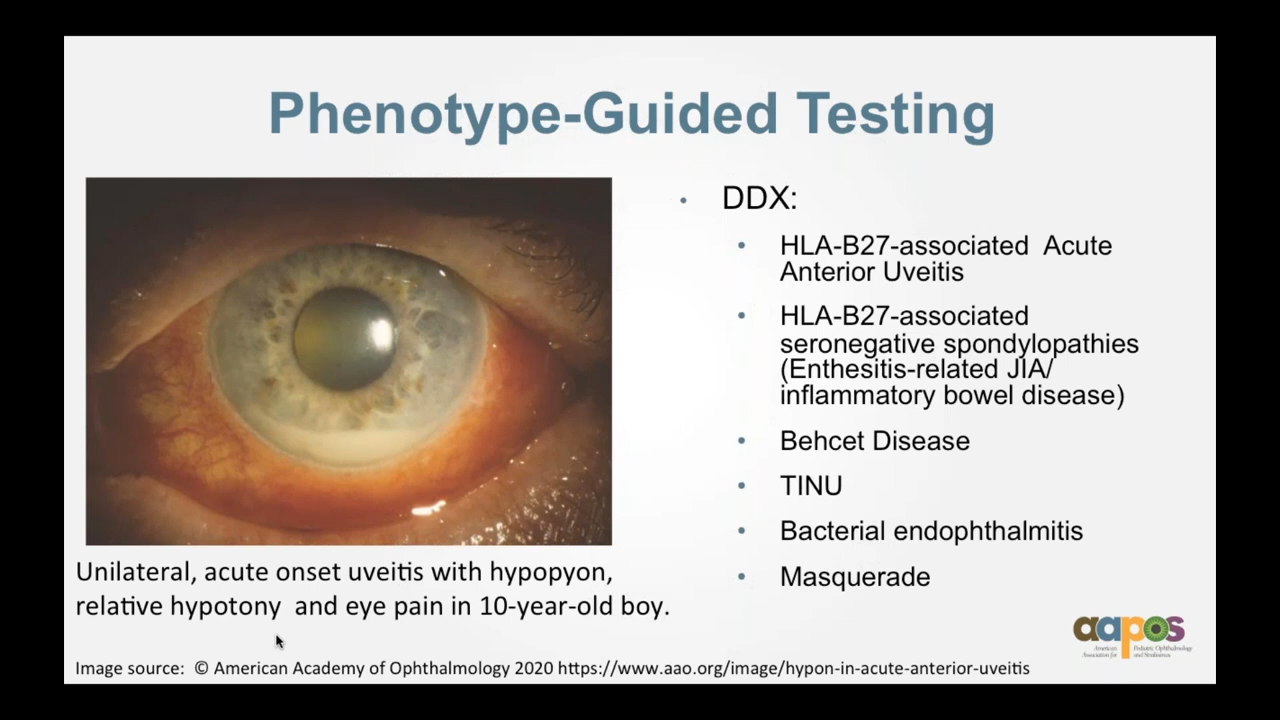 Phenotype-Guided Testing
DDX:
HLA-B27-associated Acute
Anterior Uveitis
HLA-B27-associated
seronegative spondylopathies
(Enthesitis-related JIA/
inflammatory bowel disease)
Behcet Disease
TINU
Bacterial endophthalmitis
Masquerade
Unilateral, acute onset uveitis with hypopyon,
relative hypotony and eye pain in 10-year-old boy.
aapos
American
Association for
Pediatric Ophthalmology
and Strabismus
Image source: © American Academy of Ophthalmology 2020 https://www.aao.org/image/hypon-in-acute-anterior-uveitis